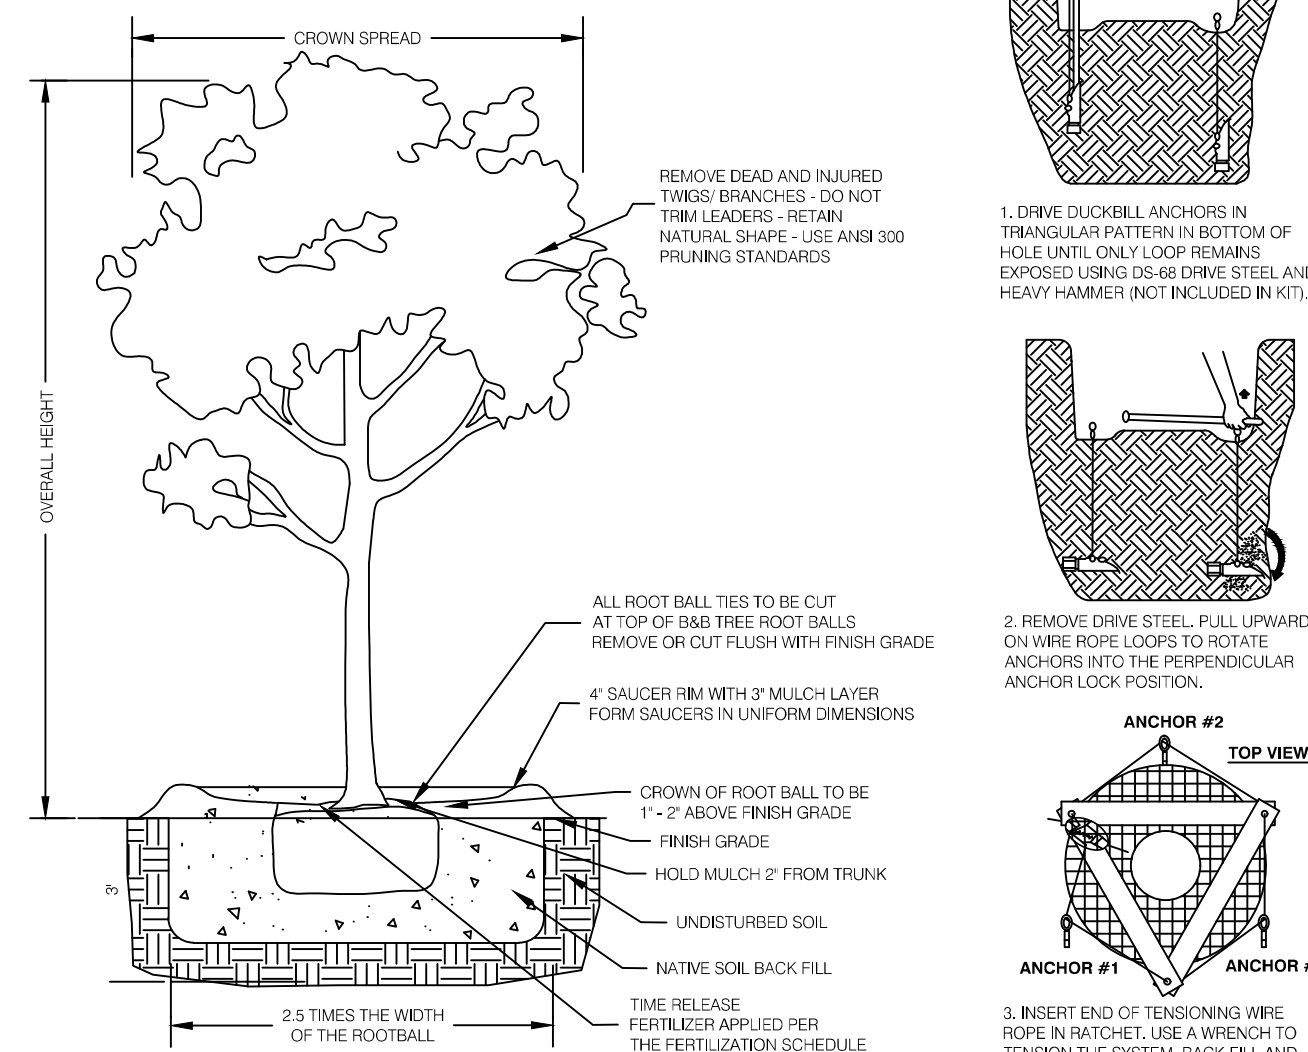 CROWN SPREAD
OVERALL HEIGHT
REMOVE DEAD AND INJURED
TWIGS/ BRANCHES - DO NOT
TRIM LEADERS - RETAIN
NATURAL SHAPE - USE ANSI 300
PRUNING STANDARDS
ALL ROOT BALL TIES TO BE CUT
AT TOP OF B&B TREE ROOT BALLS
REMOVE OR CUT FLUSH WITH FINISH GRADE
4" SAUCER RIM WITH 3" MULCH LAYER
FORM SAUCERS IN UNIFORM DIMENSIONS
CROWN OF ROOT BALL TO BE
1" - 2" ABOVE FINISH GRADE
FINISH GRADE
HOLD MULCH 2" FROM TRUNK
UNDISTURBED SOIL
NATIVE SOIL BACK FILL
TIME RELEASE
FERTILIZER APPLIED PER
THE FERTILIZATION SCHEDULE
3'
2.5 TIMES THE WIDTH
OF THE ROOTBALL
1. DRIVE DUCKBILL ANCHORS IN
TRIANGULAR PATTERN IN BOTTOM OF
HOLE UNTIL ONLY LOOP REMAINS
EXPOSED USING DS-68 DRIVE STEEL AND
HEAVY HAMMER (NOT INCLUDED IN KIT).
2. REMOVE DRIVE STEEL. PULL UPWARD
ON WIRE ROPE LOOPS TO ROTATE
ANCHORS INTO THE PERPENDICULAR
ANCHOR LOCK POSITION.
ANCHOR #2
TOP VIEW
ANCHOR #1
ANCHOR #
3. INSERT END OF TENSIONING WIRE
ROPE IN RATCHET. USE A WRENCH TO
TENSION THE SYSTEM. BACK FILL AND